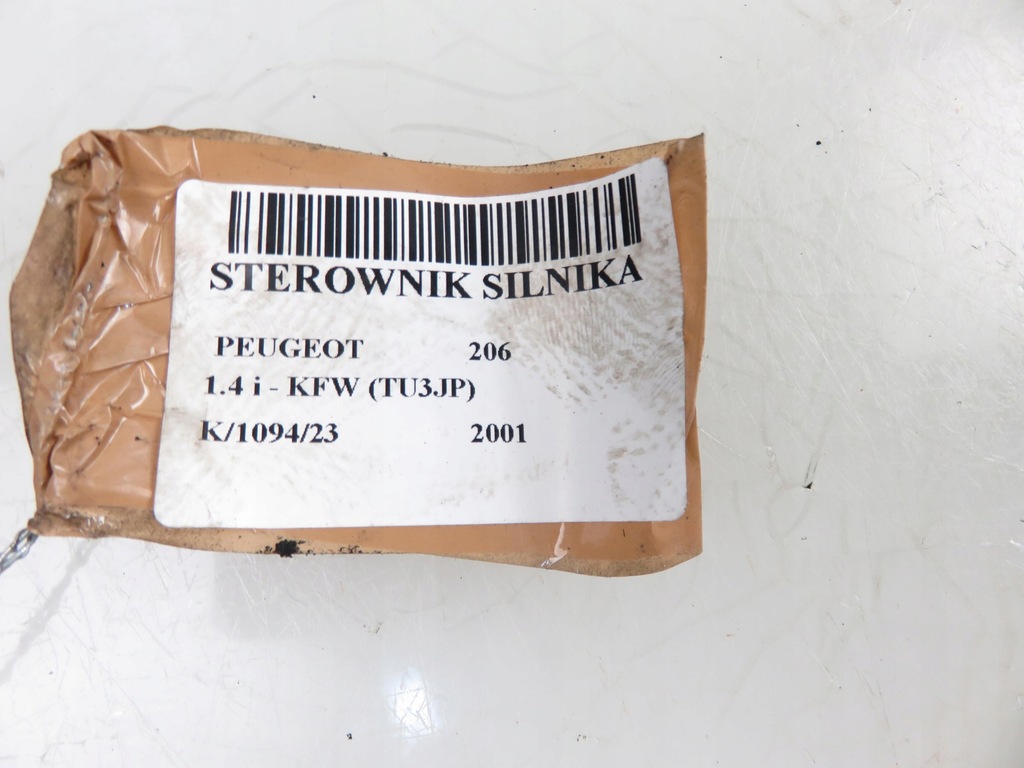 STEROWNIK SILNIKA
PEUGEOT 206
1.4 i - KFW (TU3JP)
K/1094/23 2001